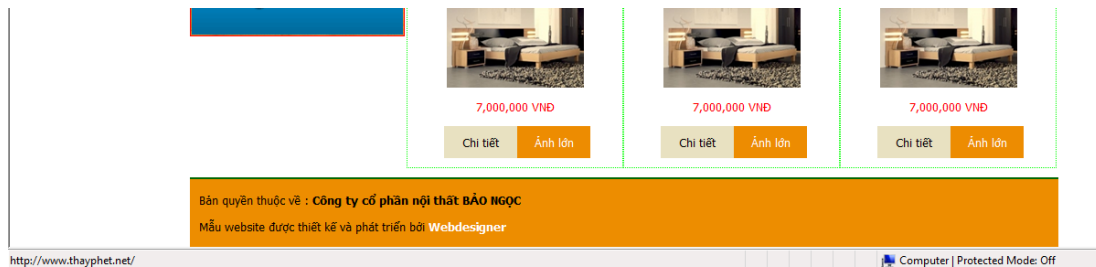 7,000,000 VNĐ 7,000,000 VNĐ 7,000,000 VNĐ
Chi tiết Ảnh lớn Chi tiết Ảnh lớn Chi tiết Ảnh lớn
Bản quyền thuộc về : Công ty cổ phần nội thất BẢO NGỌC
Mẫu website được thiết kế và phát triển bởi Webdesigner
http://www.thayphet.net/ Computer | Protected Mode: Off